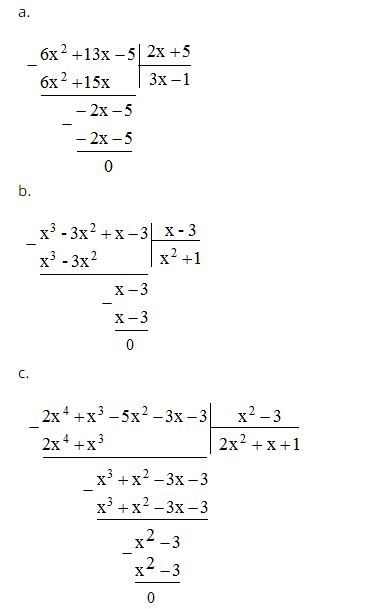 a.
6x² +13x −5 | 2x +5
−
6x² +15x | 3x −1
− 2x −5
−
− 2x −5
0
b.
x³ - 3x² + x −3 | x - 3
−
x³ - 3x² | x² +1
x −3
−
x −3
0
c.
2x⁴ + x³ −5x² −3x −3 | x² −3
−
2x⁴ + x³ | 2x² + x +1
x³ + x² −3x −3
−
x³ + x² −3x −3
x² −3
−
x² −3
0